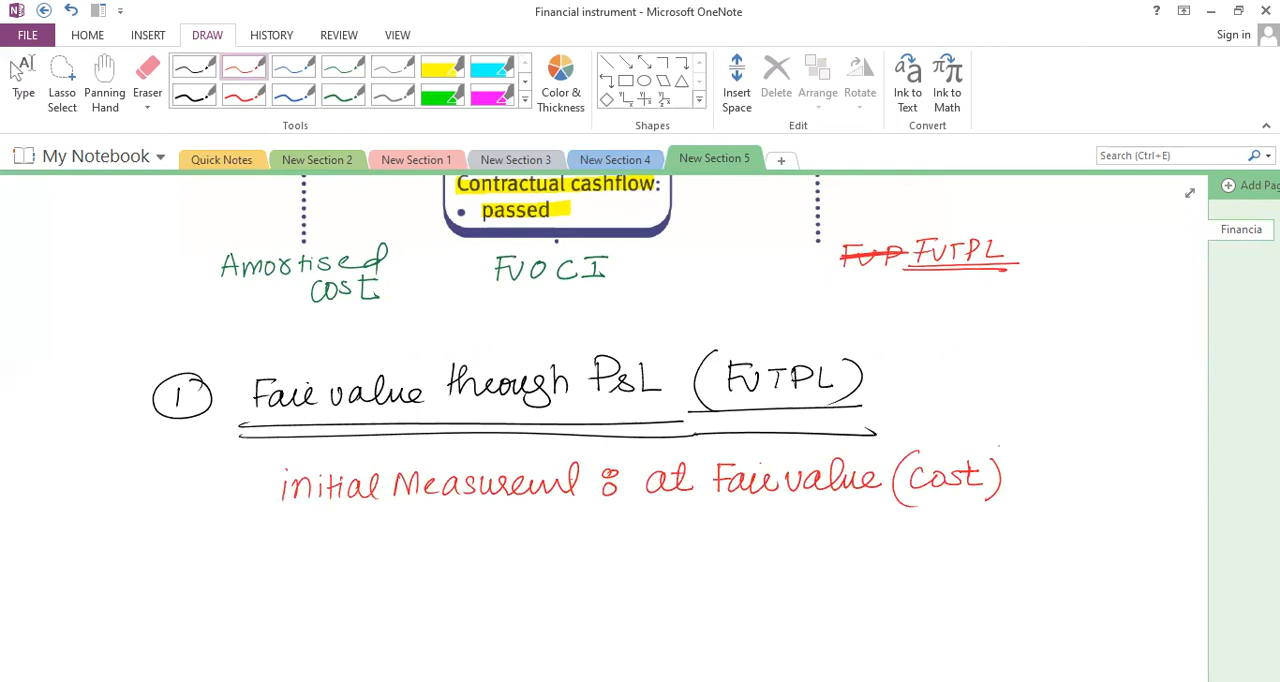 Financial instrument - Microsoft OneNote
? 
Sign in
FILE HOME INSERT DRAW HISTORY REVIEW VIEW
Type
Lasso Select
Panning Hand
Eraser
Color & Thickness
Insert Space
Delete
Arrange
Rotate
Ink to Text
Ink to Math
Tools
Shapes
Edit
Convert
My Notebook
Quick Notes
New Section 2
New Section 1
New Section 3
New Section 4
New Section 5
Search (Ctrl+E)
Add Pag
Financia
Contractual cashflow:
• passed
Amortised cost
FVOCI
FVP FVTPL
1 Fair value through P&L (FVTPL)
initial Measuremt : at Fair value (cost)